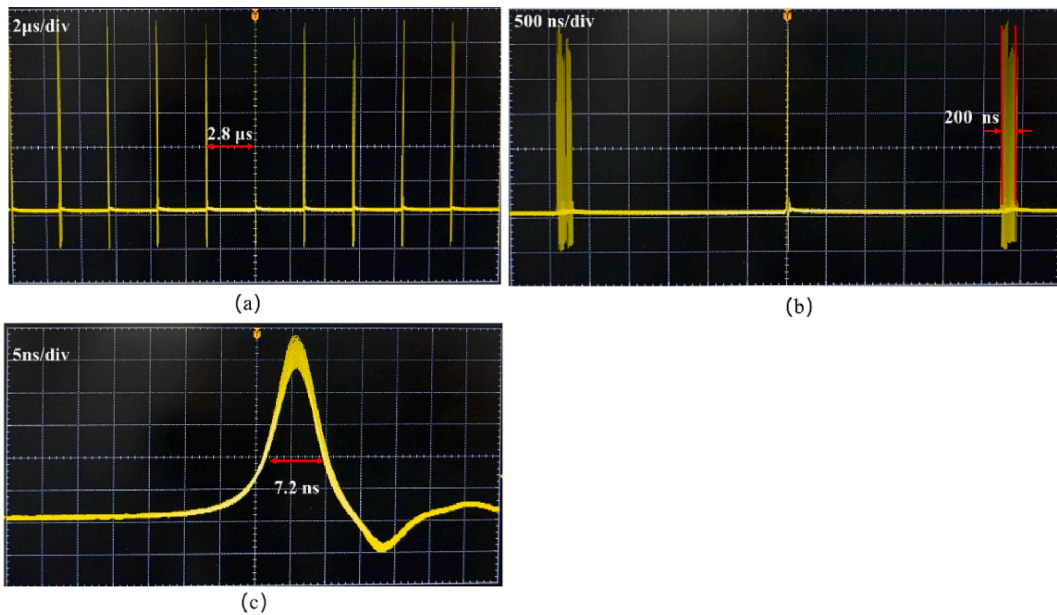 2μs/div
2.8 μs
(a)
500 ns/div
200 ns
(b)
5ns/div
7.2 ns
(c)